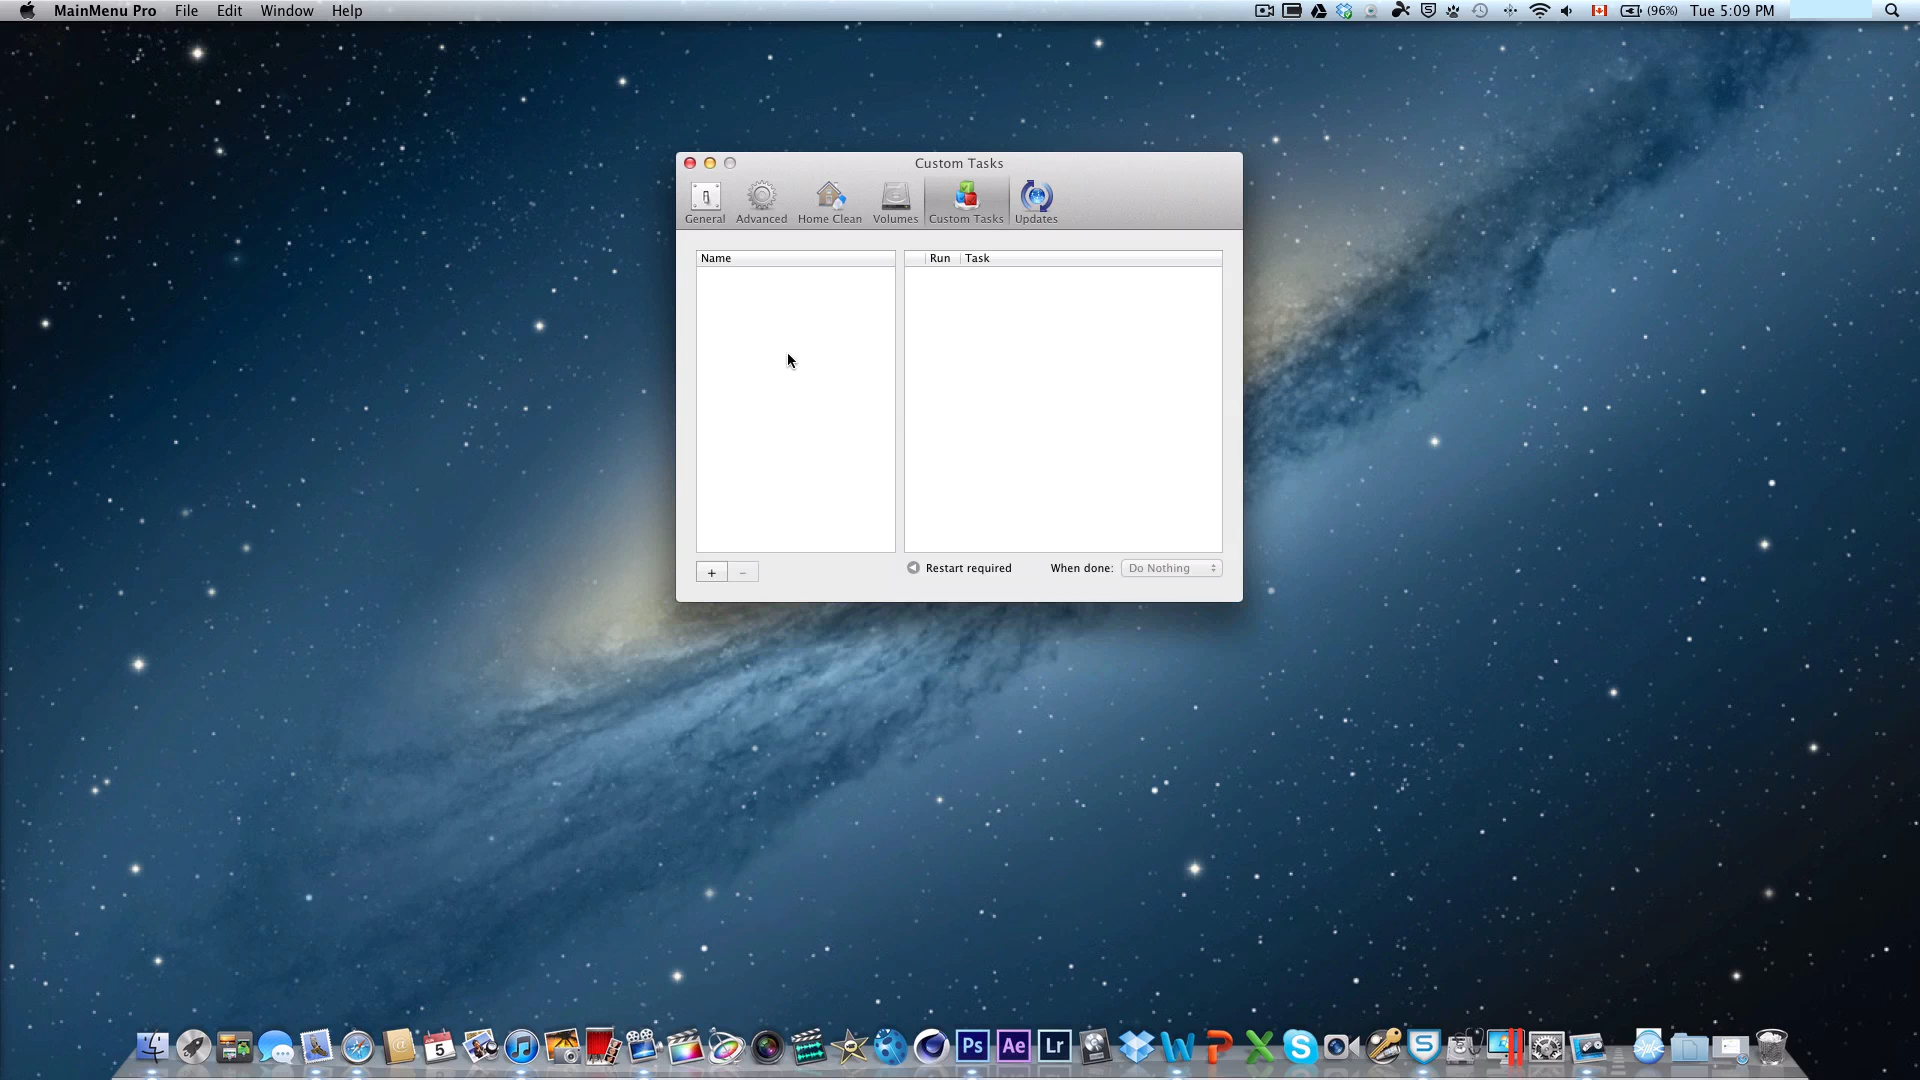 MainMenu Pro File Edit Window Help (96%) Tue 5:09 PM
Custom Tasks
General Advanced Home Clean Volumes Custom Tasks Updates
Name Run Task
+ − Restart required When done: Do Nothing
5 Ps Ae Lr